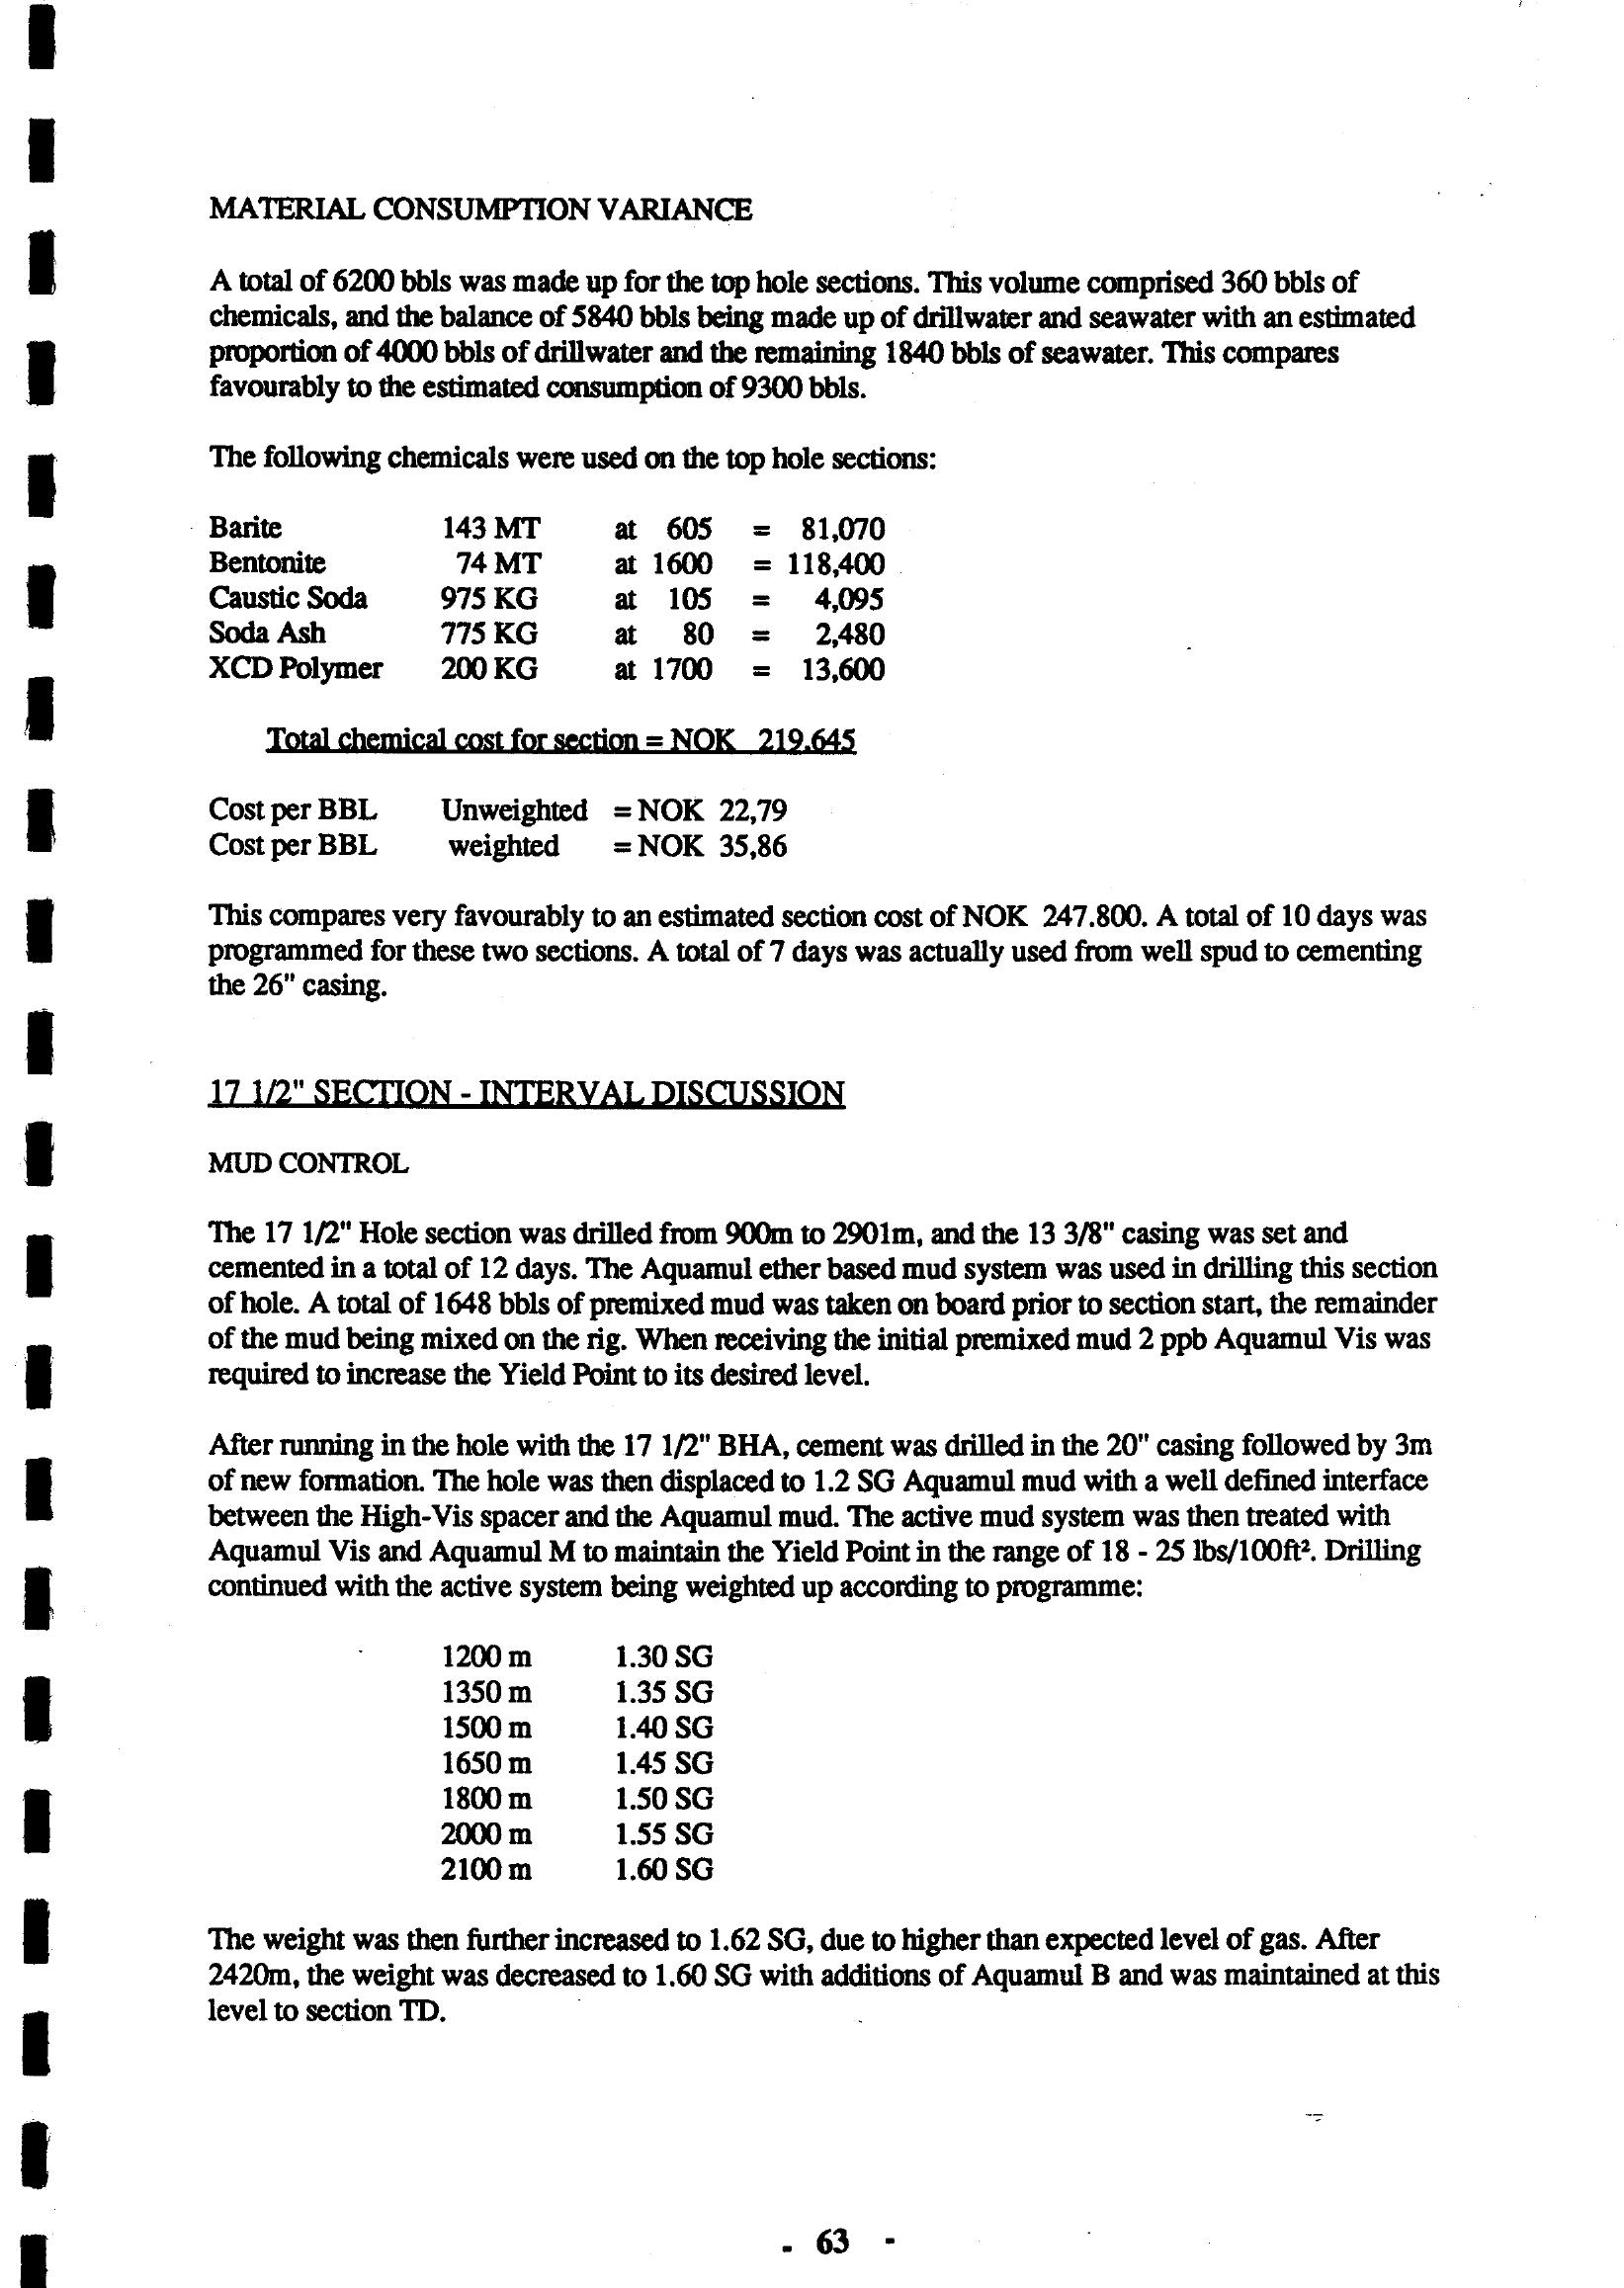 MATERIAL CONSUMPTION VARIANCE
A total of 6200 bbls was made up for the top hole sections. This volume comprised 360 bbls of
chemicals, and the balance of 5840 bbls being made up of drillwater and seawater with an estimated
proportion of 4000 bbls of drillwater and the remaining 1840 bbls of seawater. This compares
favourably to the estimated consumption of 9300 bbls.
The following chemicals were used on the top hole sections:
Barite 143 MT at 605 = 81,070
Bentonite 74 MT at 1600 = 118,400
Caustic Soda 975 KG at 105 = 4,095
Soda Ash 775 KG at 80 = 2,480
XCD Polymer 200 KG at 1700 = 13,600
Total chemical cost for section = NOK 219.645
Cost per BBL Unweighted = NOK 22,79
Cost per BBL weighted = NOK 35,86
This compares very favourably to an estimated section cost of NOK 247.800. A total of 10 days was
programmed for these two sections. A total of 7 days was actually used from well spud to cementing
the 26" casing.
17 1/2" SECTION - INTERVAL DISCUSSION
MUD CONTROL
The 17 1/2" Hole section was drilled from 900m to 2901m, and the 13 3/8" casing was set and
cemented in a total of 12 days. The Aquamul ether based mud system was used in drilling this section
of hole. A total of 1648 bbls of premixed mud was taken on board prior to section start, the remainder
of the mud being mixed on the rig. When receiving the initial premixed mud 2 ppb Aquamul Vis was
required to increase the Yield Point to its desired level.
After running in the hole with the 17 1/2" BHA, cement was drilled in the 20" casing followed by 3m
of new formation. The hole was then displaced to 1.2 SG Aquamul mud with a well defined interface
between the High-Vis spacer and the Aquamul mud. The active mud system was then treated with
Aquamul Vis and Aquamul M to maintain the Yield Point in the range of 18 - 25 lbs/100ft². Drilling
continued with the active system being weighted up according to programme:
1200 m 1.30 SG
1350 m 1.35 SG
1500 m 1.40 SG
1650 m 1.45 SG
1800 m 1.50 SG
2000 m 1.55 SG
2100 m 1.60 SG
The weight was then further increased to 1.62 SG, due to higher than expected level of gas. After
2420m, the weight was decreased to 1.60 SG with additions of Aquamul B and was maintained at this
level to section TD.
- 63 -